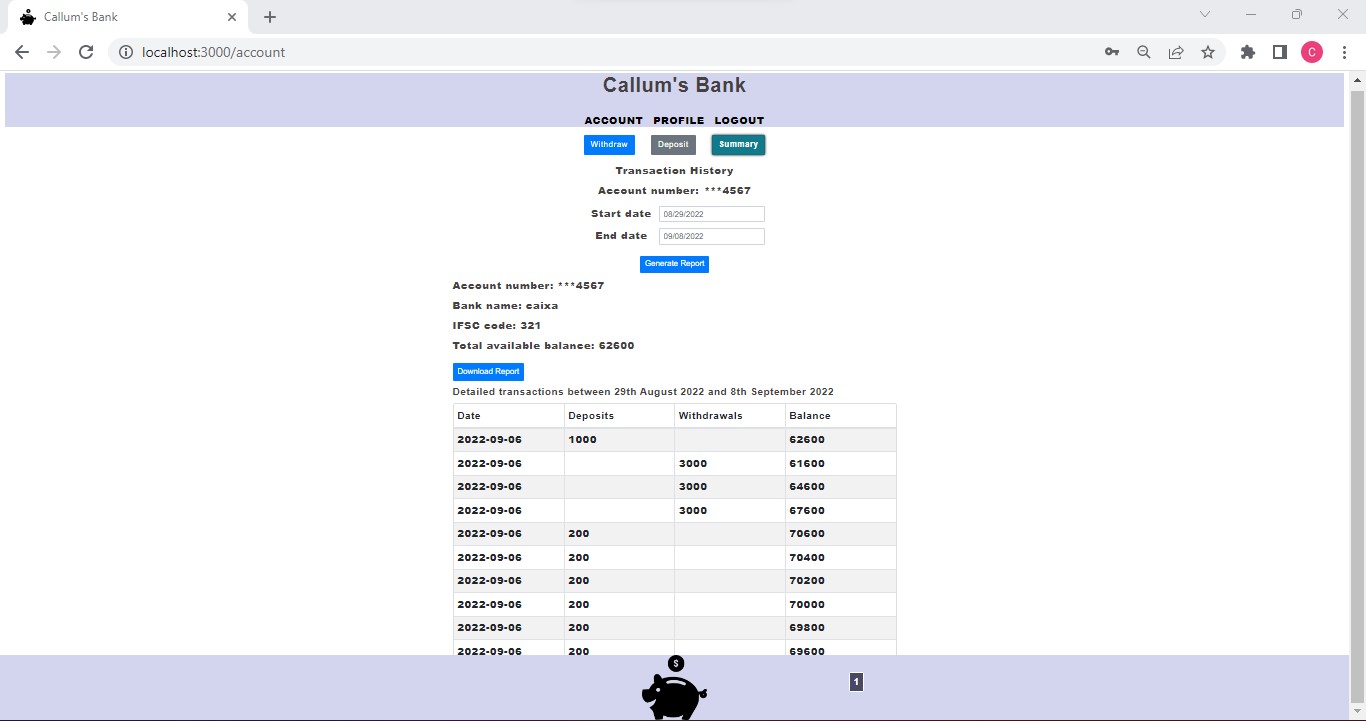 Callum's Bank
localhost:3000/account
C
Callum's Bank
ACCOUNT PROFILE LOGOUT
Withdraw Deposit Summary
Transaction History
Account number: ***4567
Start date 08/29/2022
End date 09/08/2022
Generate Report
Account number: ***4567
Bank name: caixa
IFSC code: 321
Total available balance: 62600
Download Report
Detailed transactions between 29th August 2022 and 8th September 2022
Date Deposits Withdrawals Balance
2022-09-06 1000 62600
2022-09-06 3000 61600
2022-09-06 3000 64600
2022-09-06 3000 67600
2022-09-06 200 70600
2022-09-06 200 70400
2022-09-06 200 70200
2022-09-06 200 70000
2022-09-06 200 69800
2022-09-06 200 69600
$
1